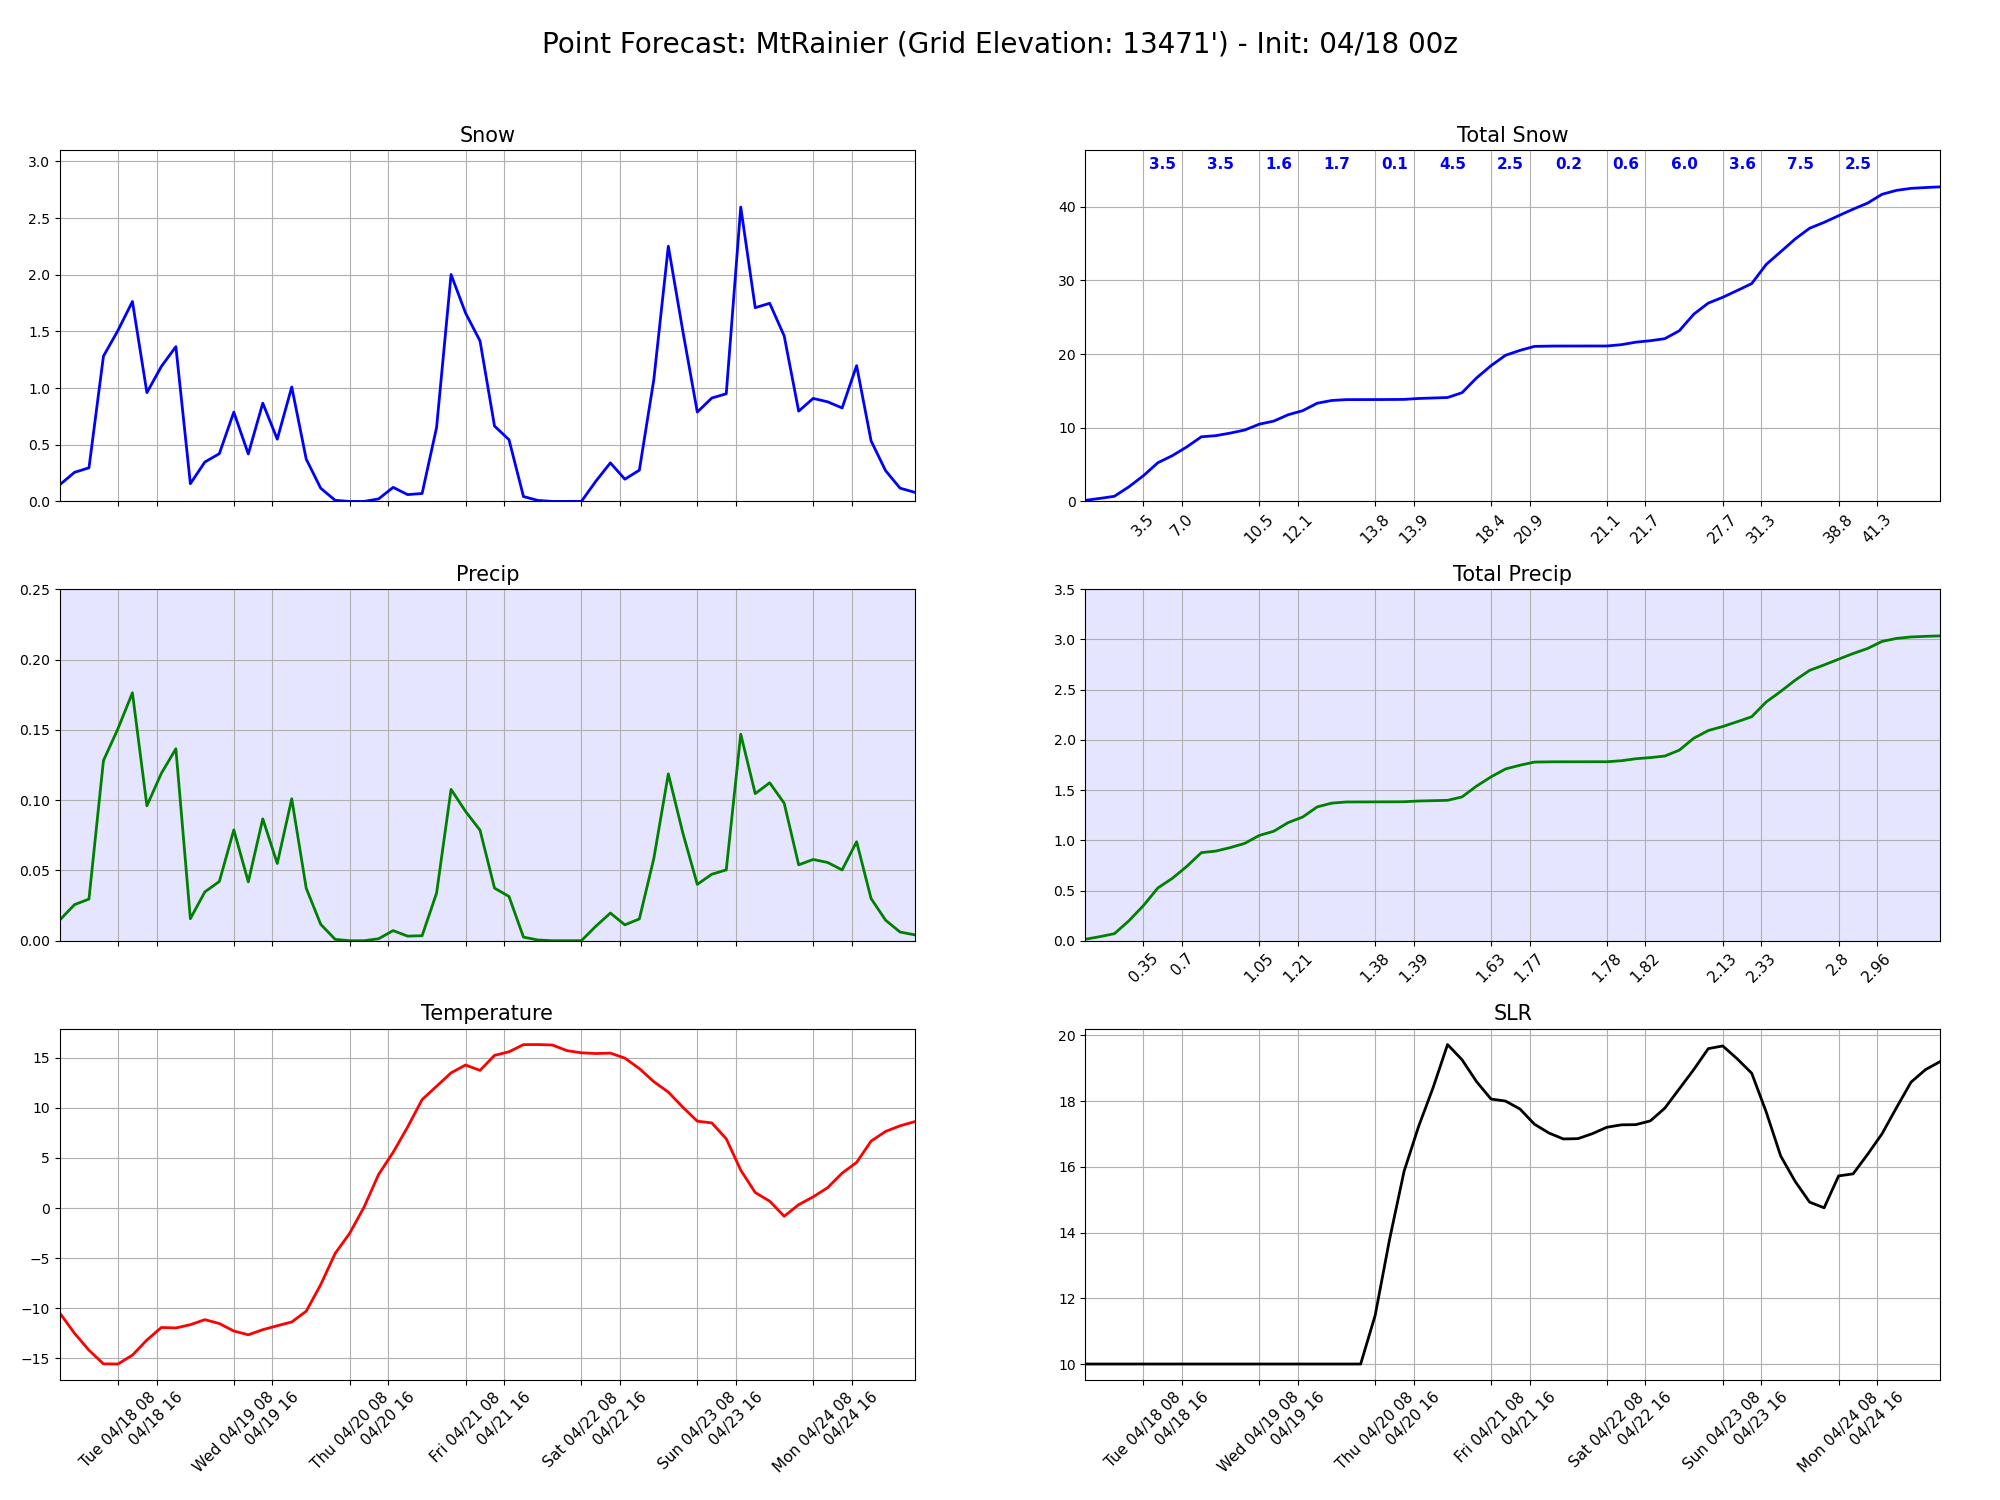 Point Forecast: MtRainier (Grid Elevation: 13471') - Init: 04/18 00z
Snow
3.0
2.5
2.0
1.5
1.0
0.5
0.0
Total Snow
3.5 3.5 1.6 1.7 0.1 4.5 2.5 0.2 0.6 6.0 3.6 7.5 2.5
40
30
20
10
0
3.5 7.0 10.5 12.1 13.8 13.9 18.4 20.9 21.1 21.7 27.7 31.3 38.8 41.3
Precip
0.25
0.20
0.15
0.10
0.05
0.00
Total Precip
3.5
3.0
2.5
2.0
1.5
1.0
0.5
0.0
0.35 0.7 1.05 1.21 1.38 1.39 1.63 1.77 1.78 1.82 2.13 2.33 2.8 2.96
Temperature
15
10
5
0
−5
−10
−15
Tue 04/18 08
04/18 16
Wed 04/19 08
04/19 16
Thu 04/20 08
04/20 16
Fri 04/21 08
04/21 16
Sat 04/22 08
04/22 16
Sun 04/23 08
04/23 16
Mon 04/24 08
04/24 16
SLR
20
18
16
14
12
10
Tue 04/18 08
04/18 16
Wed 04/19 08
04/19 16
Thu 04/20 08
04/20 16
Fri 04/21 08
04/21 16
Sat 04/22 08
04/22 16
Sun 04/23 08
04/23 16
Mon 04/24 08
04/24 16